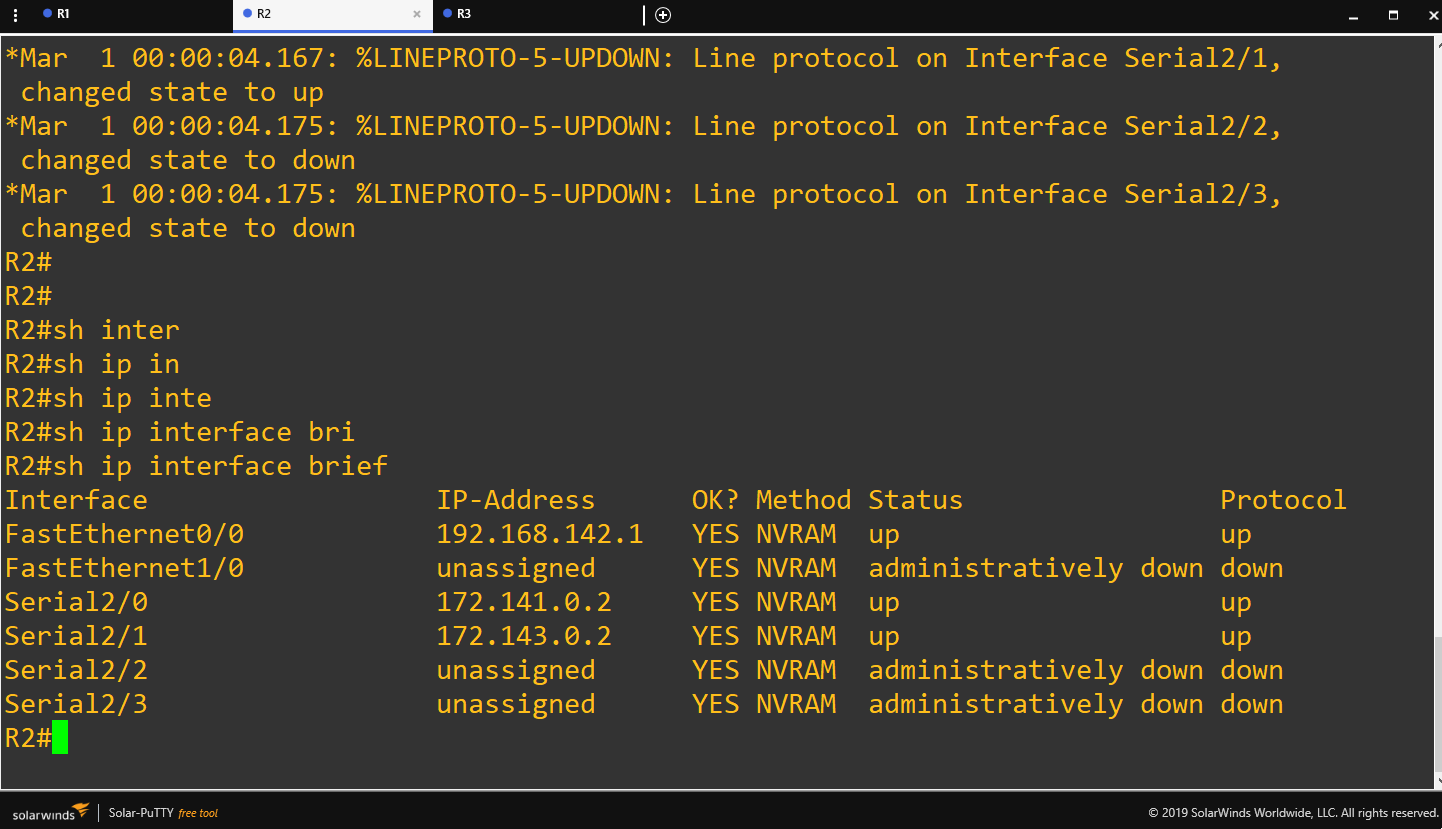 R1 R2 R3
*Mar  1 00:00:04.167: %LINEPROTO-5-UPDOWN: Line protocol on Interface Serial2/1,
 changed state to up
*Mar  1 00:00:04.175: %LINEPROTO-5-UPDOWN: Line protocol on Interface Serial2/2,
 changed state to down
*Mar  1 00:00:04.175: %LINEPROTO-5-UPDOWN: Line protocol on Interface Serial2/3,
 changed state to down
R2#
R2#
R2#sh inter
R2#sh ip in
R2#sh ip inte
R2#sh ip interface bri
R2#sh ip interface brief
Interface                  IP-Address      OK? Method Status                Protocol
FastEthernet0/0            192.168.142.1   YES NVRAM  up                    up
FastEthernet1/0            unassigned      YES NVRAM  administratively down down
Serial2/0                  172.141.0.2     YES NVRAM  up                    up
Serial2/1                  172.143.0.2     YES NVRAM  up                    up
Serial2/2                  unassigned      YES NVRAM  administratively down down
Serial2/3                  unassigned      YES NVRAM  administratively down down
R2#
solarwinds | Solar-PuTTY free tool © 2019 SolarWinds Worldwide, LLC. All rights reserved.